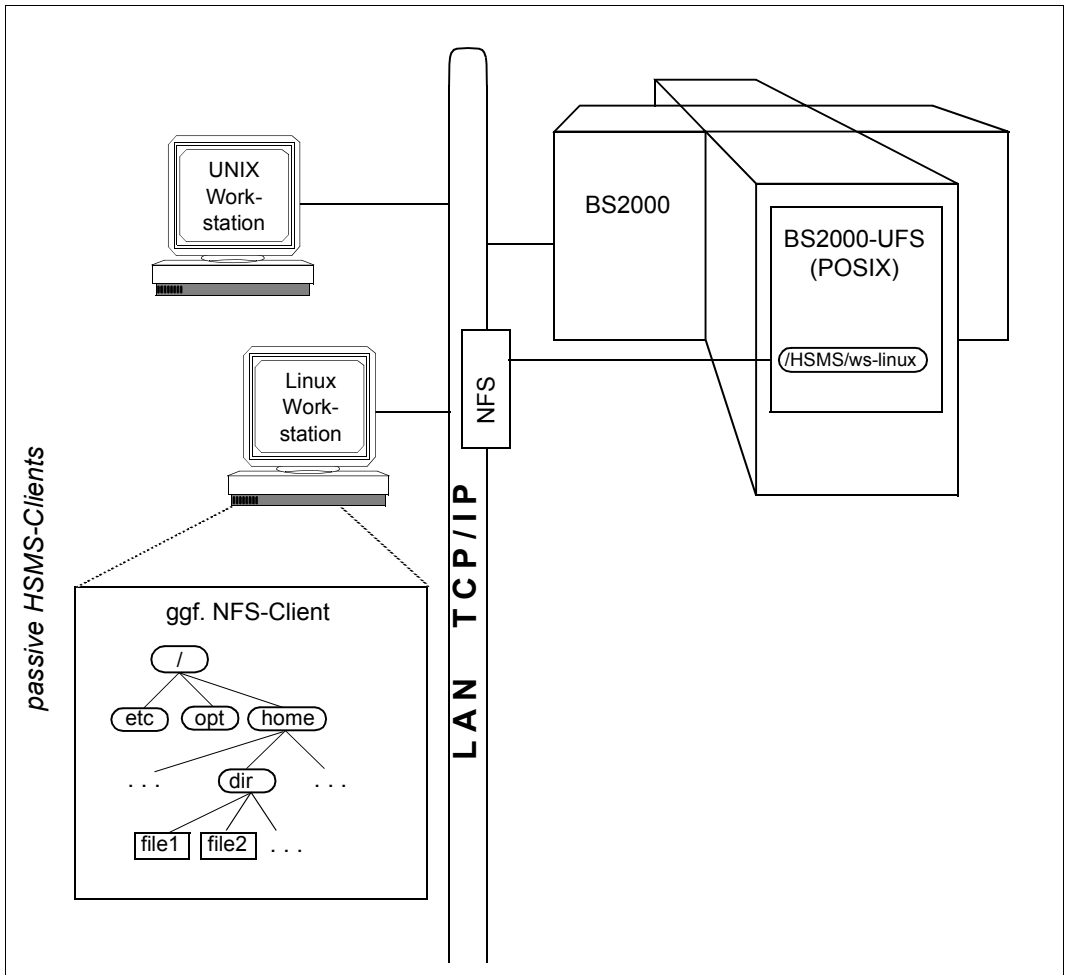 UNIX
Work-
station
BS2000
BS2000-UFS
(POSIX)
/HSMS/ws-linux
Linux
Work-
station
NFS
passive HSMS-Clients
LAN TCP/IP
ggf. NFS-Client
/
etc opt home
. . . dir . . .
file1 file2 . . .